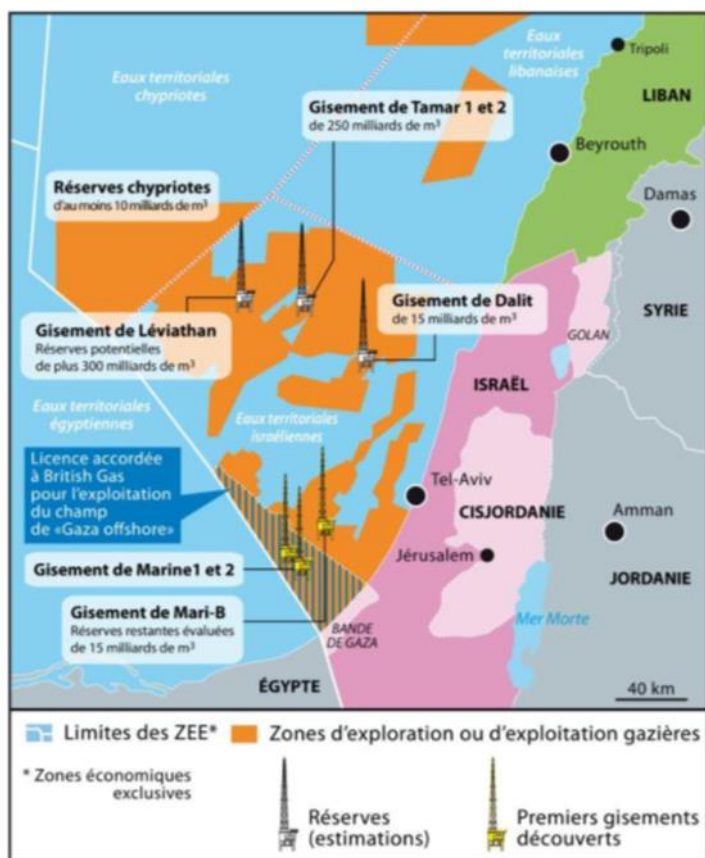 Eaux
territoriales
libanaises
Tripoli
Eaux territoriales
chypriotes
LIBAN
Gisement de Tamar 1 et 2
de 250 milliards de m³
Beyrouth
Réserves chypriotes
d'au moins 10 milliards de m³
Damas
Gisement de Léviathan
Réserves potentielles
de plus 300 milliards de m³
Gisement de Dalit
de 15 milliards de m³
SYRIE
GOLAN
ISRAËL
Eaux territoriales
égyptiennes
Eaux territoriales
israéliennes
Licence accordée
à British Gas
pour l'exploitation
du champ
de «Gaza offshore»
Tel-Aviv
CISJORDANIE
Amman
Jérusalem
Gisement de Marine1 et 2
JORDANIE
Gisement de Mari-B
Réserves restantes évaluées
de 15 milliards de m³
BANDE
DE GAZA
Mer Morte
ÉGYPTE
40 km
Limites des ZEE*
Zones d'exploration ou d'exploitation gazières
* Zones économiques
exclusives
Réserves
(estimations)
Premiers gisements
découverts